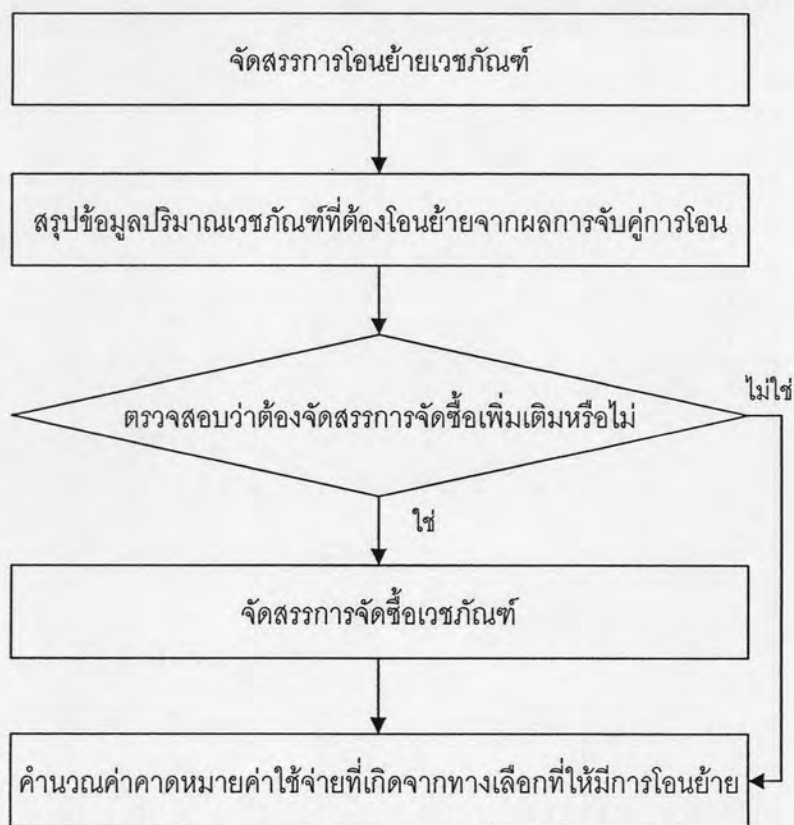 จัดสรรการโอนย้ายเวชภัณฑ์
สรุปข้อมูลปริมาณเวชภัณฑ์ที่ต้องโอนย้ายจากผลการจับคู่การโอน
ไม่ใช่
ตรวจสอบว่าต้องจัดสรรการจัดซื้อเพิ่มเติมหรือไม่
ใช่
จัดสรรการจัดซื้อเวชภัณฑ์
คำนวณค่าคาดหมายค่าใช้จ่ายที่เกิดจากทางเลือกที่ให้มีการโอนย้าย